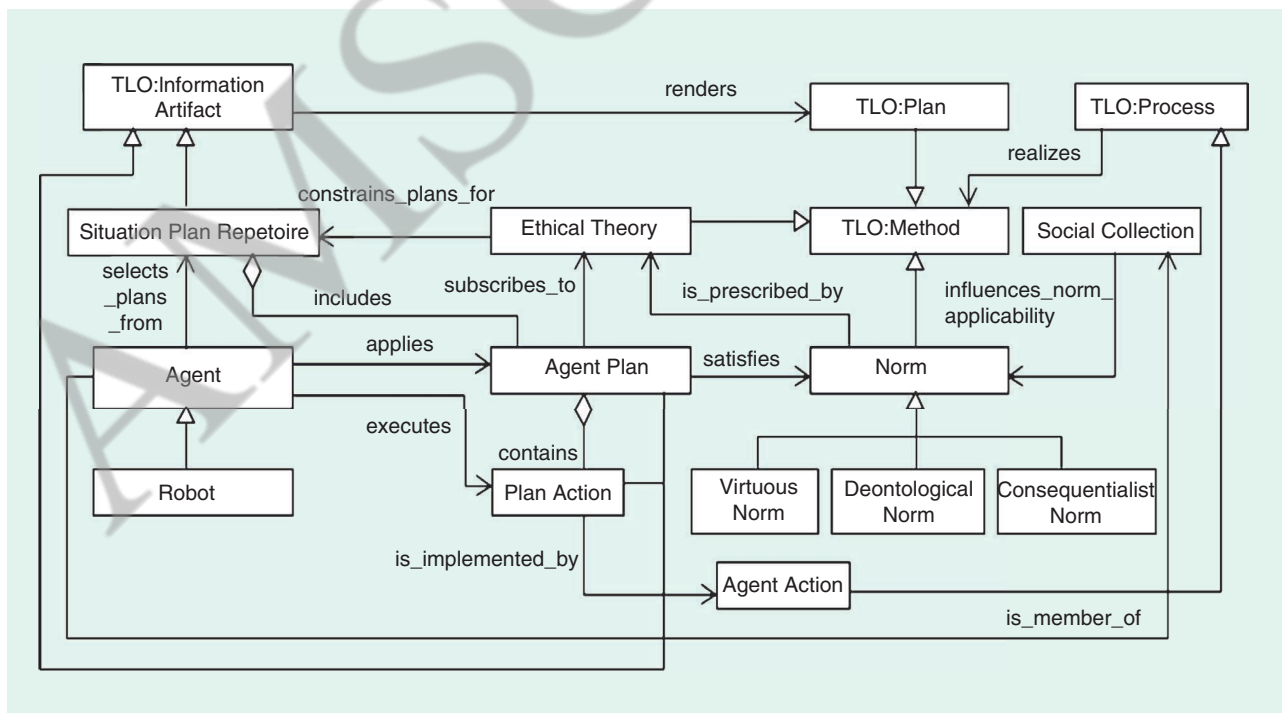 TLO:Information
Artifact
renders
TLO:Plan
TLO:Process
realizes
constrains_plans_for
Situation Plan Repetoire
Ethical Theory
TLO:Method
Social Collection
selects
_plans
_from
includes
subscribes_to
is_prescribed_by
influences_norm_
applicability
applies
satisfies
Agent
Agent Plan
Norm
executes
contains
Robot
Plan Action
Virtuous
Norm
Deontological
Norm
Consequentialist
Norm
is_implemented_by
Agent Action
is_member_of